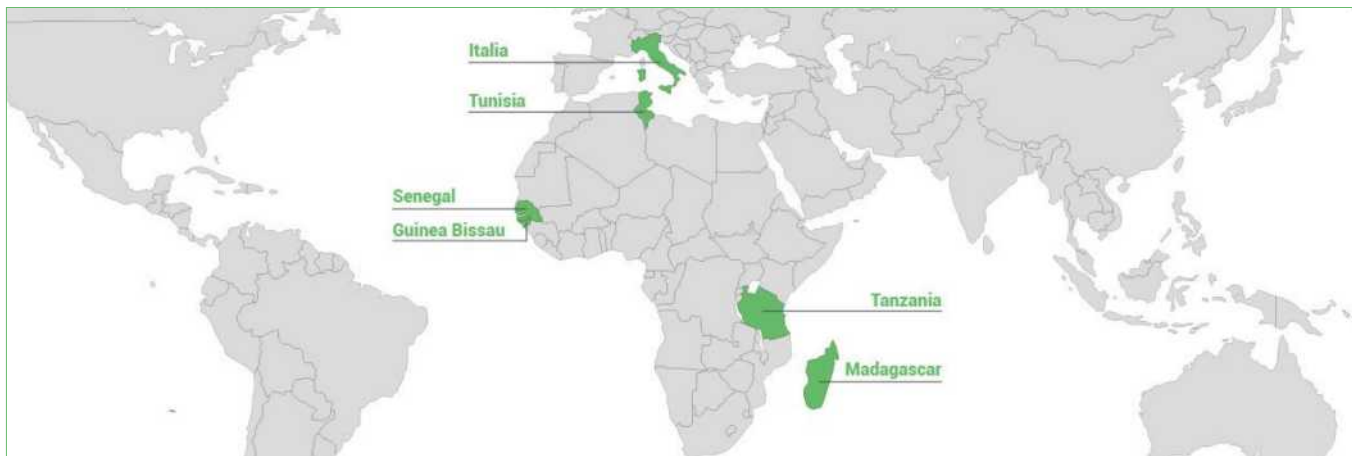 Italia
Tunisia
Senegal
Guinea Bissau
Tanzania
Madagascar